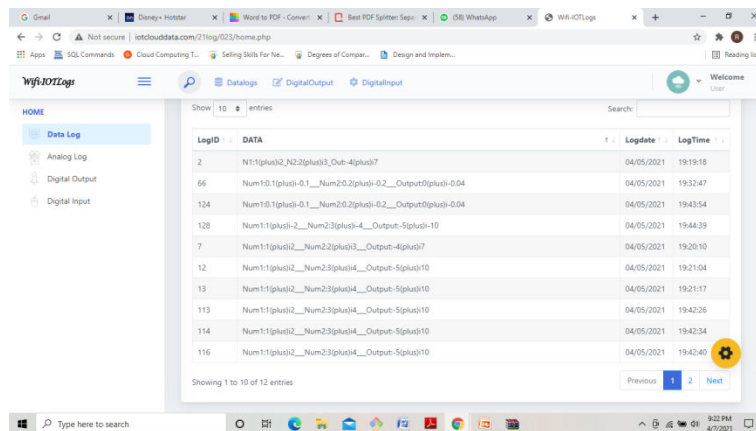 Gmail
Disney+ Hotstar
Word to PDF - Convert
Best PDF Splitter Separ
(58) WhatsApp
Wifi-IOTLogs
Not secure | iotclouddata.com/21log/023/home.php
Apps
SQL Commands
Cloud Computing T...
Selling Skills For Ne...
Degrees of Compar...
Design and Implem...
Reading lis
Wifi-IOTLogs
Datalogs
DigitalOutput
DigitalInput
Welcome
User
HOME
Data Log
Analog Log
Digital Output
Digital Input
Show 10 entries
Search:
LogID DATA Logdate LogTime
2 N1:1(plus)i2_N2:2(plus)i3_Out:-4(plus)i7 04/05/2021 19:19:18
66 Num1:0.1(plus)i-0.1__Num2:0.2(plus)i-0.2__Output:0(plus)i-0.04 04/05/2021 19:32:47
124 Num1:0.1(plus)i-0.1__Num2:0.2(plus)i-0.2__Output:0(plus)i-0.04 04/05/2021 19:43:54
128 Num1:1(plus)i-2__Num2:3(plus)i-4__Output:-5(plus)i-10 04/05/2021 19:44:39
7 Num1:1(plus)i2__Num2:2(plus)i3__Output:-4(plus)i7 04/05/2021 19:20:10
12 Num1:1(plus)i2__Num2:3(plus)i4__Output:-5(plus)i10 04/05/2021 19:21:04
13 Num1:1(plus)i2__Num2:3(plus)i4__Output:-5(plus)i10 04/05/2021 19:21:17
113 Num1:1(plus)i2__Num2:3(plus)i4__Output:-5(plus)i10 04/05/2021 19:42:26
114 Num1:1(plus)i2__Num2:3(plus)i4__Output:-5(plus)i10 04/05/2021 19:42:34
116 Num1:1(plus)i2__Num2:3(plus)i4__Output:-5(plus)i10 04/05/2021 19:42:40
Showing 1 to 10 of 12 entries
Previous 1 2 Next
Type here to search
9:22 PM
4/7/2021